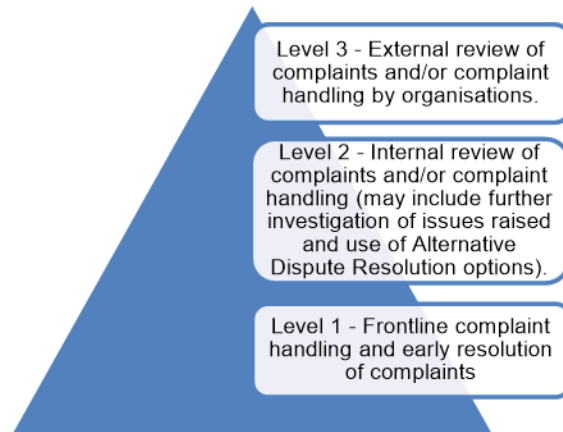 Level 3 - External review of
complaints and/or complaint
handling by organisations.
Level 2 - Internal review of
complaints and/or complaint
handling (may include further
investigation of issues raised
and use of Alternative
Dispute Resolution options).
Level 1 - Frontline complaint
handling and early resolution
of complaints